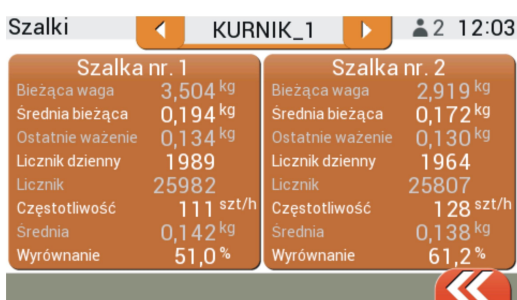 Szalki KURNIK_1 2 12:03
Szalka nr. 1
Bieżąca waga 3,504 kg
Średnia bieżąca 0,194 kg
Ostatnie ważenie 0,134 kg
Licznik dzienny 1989
Licznik 25982
Częstotliwość 111 szt/h
Średnia 0,142 kg
Wyrównanie 51,0 %
Szalka nr. 2
Bieżąca waga 2,919 kg
Średnia bieżąca 0,172 kg
Ostatnie ważenie 0,130 kg
Licznik dzienny 1964
Licznik 25807
Częstotliwość 128 szt/h
Średnia 0,138 kg
Wyrównanie 61,2 %